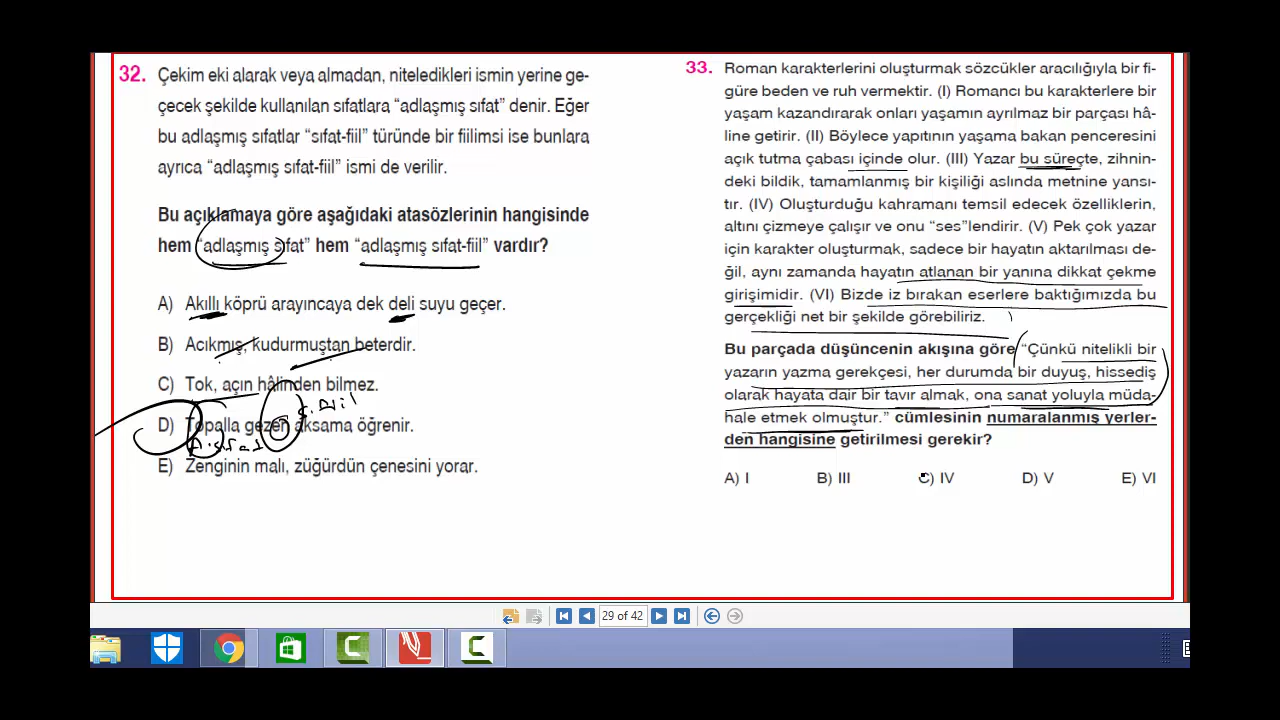 32. Çekim eki alarak veya almadan, niteledikleri ismin yerine ge-
çecek şekilde kullanılan sıfatlara “adlaşmış sıfat” denir. Eğer
bu adlaşmış sıfatlar “sıfat-fiil” türünde bir fiilimsi ise bunlara
ayrıca “adlaşmış sıfat-fiil” ismi de verilir.
Bu açıklamaya göre aşağıdaki atasözlerinin hangisinde
hem “adlaşmış sıfat” hem “adlaşmış sıfat-fiil” vardır?
A) Akıllı köprü arayıncaya dek deli suyu geçer.
B) Acıkmış, kudurmuştan beterdir.
C) Tok, açın hâlinden bilmez.
s.fiil
D) Topalla gezen aksama öğrenir.
A.sıfat
E) Zenginin malı, züğürdün çenesini yorar.
33. Roman karakterlerini oluşturmak sözcükler aracılığıyla bir fi-
güre beden ve ruh vermektir. (I) Romancı bu karakterlere bir
yaşam kazandırarak onları yaşamın ayrılmaz bir parçası hâ-
line getirir. (II) Böylece yapıtının yaşama bakan penceresini
açık tutma çabası içinde olur. (III) Yazar bu süreçte, zihnin-
deki bildik, tamamlanmış bir kişiliği aslında metnine yansı-
tır. (IV) Oluşturduğu kahramanı temsil edecek özelliklerin,
altını çizmeye çalışır ve onu “ses”lendirir. (V) Pek çok yazar
için karakter oluşturmak, sadece bir hayatın aktarılması de-
ğil, aynı zamanda hayatın atlanan bir yanına dikkat çekme
girişimidir. (VI) Bizde iz bırakan eserlere baktığımızda bu
gerçekliği net bir şekilde görebiliriz.
Bu parçada düşüncenin akışına göre “Çünkü nitelikli bir
yazarın yazma gerekçesi, her durumda bir duyuş, hissediş
olarak hayata dair bir tavır almak, ona sanat yoluyla müda-
hale etmek olmuştur.” cümlesinin numaralanmış yerler-
den hangisine getirilmesi gerekir?
A) I B) III C) IV D) V E) VI
29 of 42